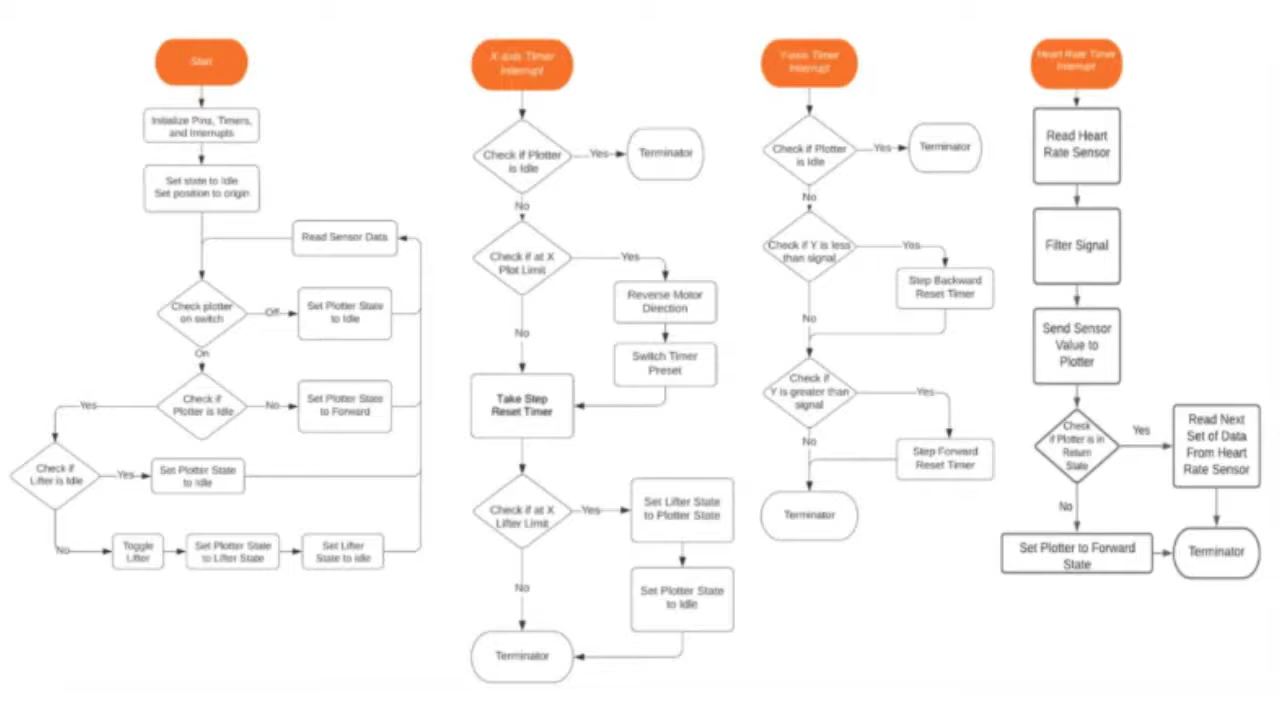 Start
Initialize Pins, Timers,
and Interrupts
Set state to Idle
Set position to origin
Read Sensor Data
Check plotter
on switch
Off
Set Plotter State
to Idle
On
Check if
Plotter is Idle
Yes
No
Set Plotter State
to Forward
Check if
Lifter is Idle
Yes
Set Plotter State
to Idle
No
Toggle
Lifter
Set Plotter State
to Lifter State
Set Lifter
State to idle
X-axis Timer
Interrupt
Check if Plotter
is Idle
Yes
Terminator
No
Check if at X
Plot Limit
Yes
Reverse Motor
Direction
Switch Timer
Preset
No
Take Step
Reset Timer
Check if at X
Lifter Limit
Yes
Set Lifter State
to Plotter State
Set Plotter State
to Idle
No
Terminator
Y-axis Timer
Interrupt
Check if Plotter
is Idle
Yes
Terminator
No
Check if Y is less
than signal
Yes
Step Backward
Reset Timer
No
Check if
Y is greater than
signal
Yes
Step Forward
Reset Timer
No
Terminator
Heart Rate Timer
Interrupt
Read Heart
Rate Sensor
Filter Signal
Send Sensor
Value to
Plotter
Check
if Plotter is in
Return
State
Yes
Read Next
Set of Data
From Heart
Rate Sensor
No
Set Plotter to Forward
State
Terminator